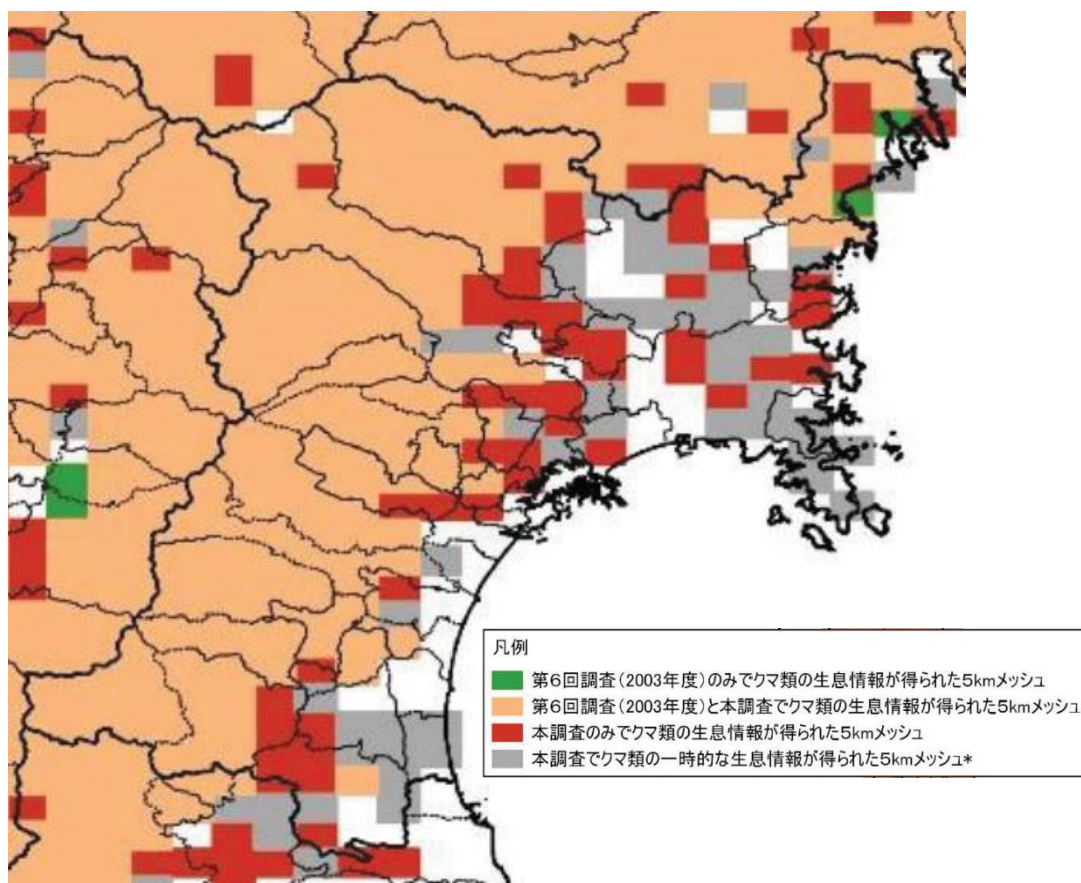 凡例
第6回調査(2003年度)のみでクマ類の生息情報が得られた5kmメッシュ
第6回調査(2003年度)と本調査でクマ類の生息情報が得られた5kmメッシュ
本調査のみでクマ類の生息情報が得られた5kmメッシュ
本調査でクマ類の一時的な生息情報が得られた5kmメッシュ*